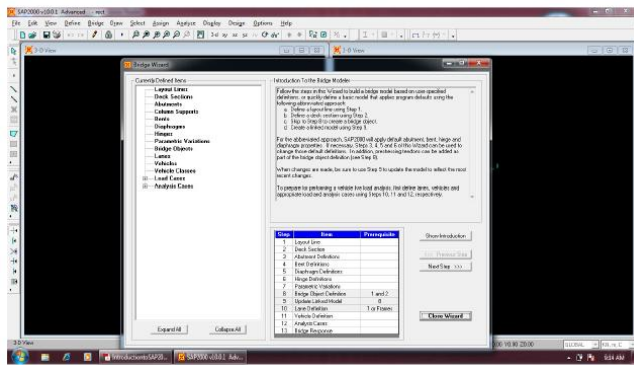 SAP2000 v10.0.1 Advanced - rect
File Edit View Define Bridge Draw Select Assign Analyze Display Design Options Help
3-D View
3-D View
Bridge Wizard
Currently Defined Items
Layout Lines
Deck Sections
Abutments
Column Supports
Bents
Diaphragms
Hinges
Parametric Variations
Bridge Objects
Lanes
Vehicles
Vehicle Classes
Load Cases
Analysis Cases
Expand All
Collapse All
Introduction To the Bridge Modeler
Follow the steps in this Wizard to build a bridge model based on user specified
definitions, or quickly define a basic model that applies program defaults using the
following abbreviated approach:
a. Define a layout line using Step 1.
b. Define a deck section using Step 2.
c. Skip to Step 8 to create a bridge object.
d. Create a linked model using Step 9.
For the abbreviated approach, SAP2000 will apply default abutment, bent, hinge and
diaphragm properties. If necessary, Steps 3, 4, 5 and 6 of this Wizard can be used to
change those default definitions. In addition, prestressing tendons can be added as
part of the bridge object definition (see Step 8).
When changes are made, be sure to use Step 9 to update the model to reflect the most
recent changes.
To prepare for performing a vehicle live load analysis, first define lanes, vehicles and
appropriate load and analysis cases using Steps 10, 11 and 12, respectively.
Step Item Prerequisite
1 Layout Line
2 Deck Section
3 Abutment Definitions
4 Bent Definitions
5 Diaphragm Definitions
6 Hinge Definitions
7 Parametric Variations
8 Bridge Object Definition 1 and 2
9 Update Linked Model 8
10 Lane Definition 1 or Frames
11 Vehicle Definition
12 Analysis Cases
13 Bridge Response
Show Introduction
<<< Previous Step
Next Step >>>
Close Wizard
3-D View
GLOBAL
KN, m, C
IntroductiontoSAP20...
SAP2000 v10.0.1 Adv...
9:14 AM